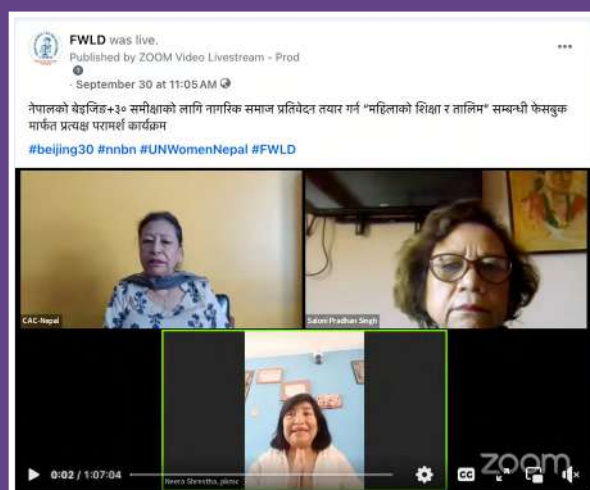 FWLD was live.
Published by ZOOM Video Livestream - Prod
· September 30 at 11:05 AM
नेपालको बेइजिङ+३० समीक्षाको लागि नागरिक समाज प्रतिवेदन तयार गर्न "महिलाको शिक्षा र तालिम" सम्बन्धी फेसबुक
मार्फत प्रत्यक्ष परामर्श कार्यक्रम
#beijing30 #nnbn #UNWomenNepal #FWLD
CAC-Nepal
Saloni Pradhan Singh
Neera Shrestha,
0:02 / 1:07:04
CC
zoom